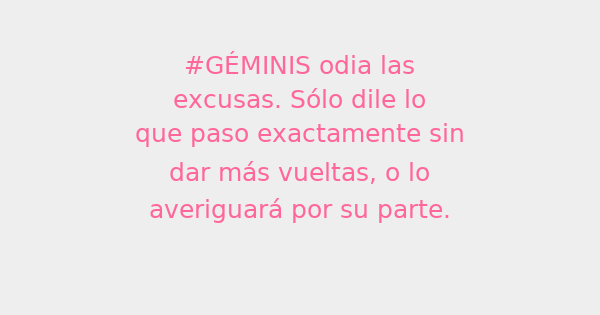 #GÉMINIS odia las
excusas. Sólo dile lo
que paso exactamente sin
dar más vueltas, o lo
averiguará por su parte.